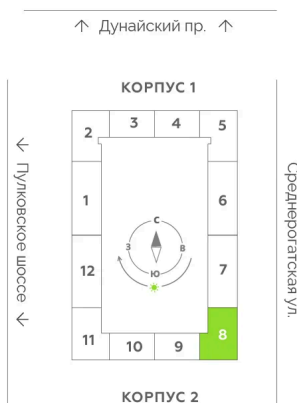 Дунайский пр.
КОРПУС 1
2 3 4 5
Пулковское шоссе
Среднерогатская ул.
1 6
С
З В
Ю
12 7
11 10 9 8
КОРПУС 2